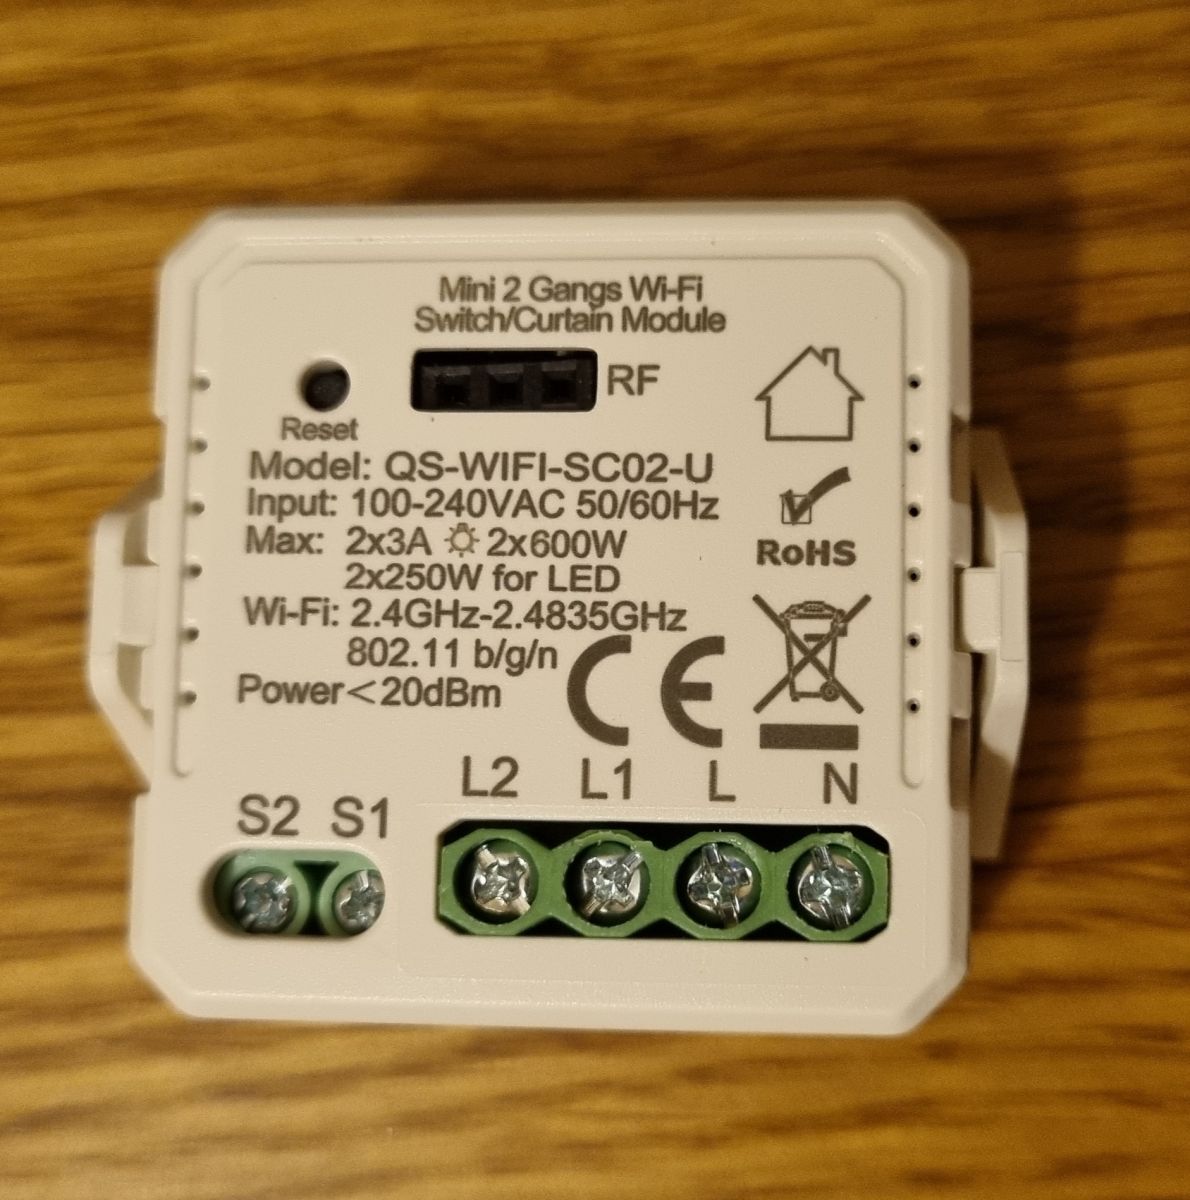 Mini 2 Gangs Wi-Fi
Switch/Curtain Module
RF
Reset
Model: QS-WIFI-SC02-U
Input: 100-240VAC 50/60Hz
Max: 2x3A 2x600W
2x250W for LED
RoHS
Wi-Fi: 2.4GHz-2.4835GHz
802.11 b/g/n
Power<20dBm
CE
L2 L1 L N
S2 S1